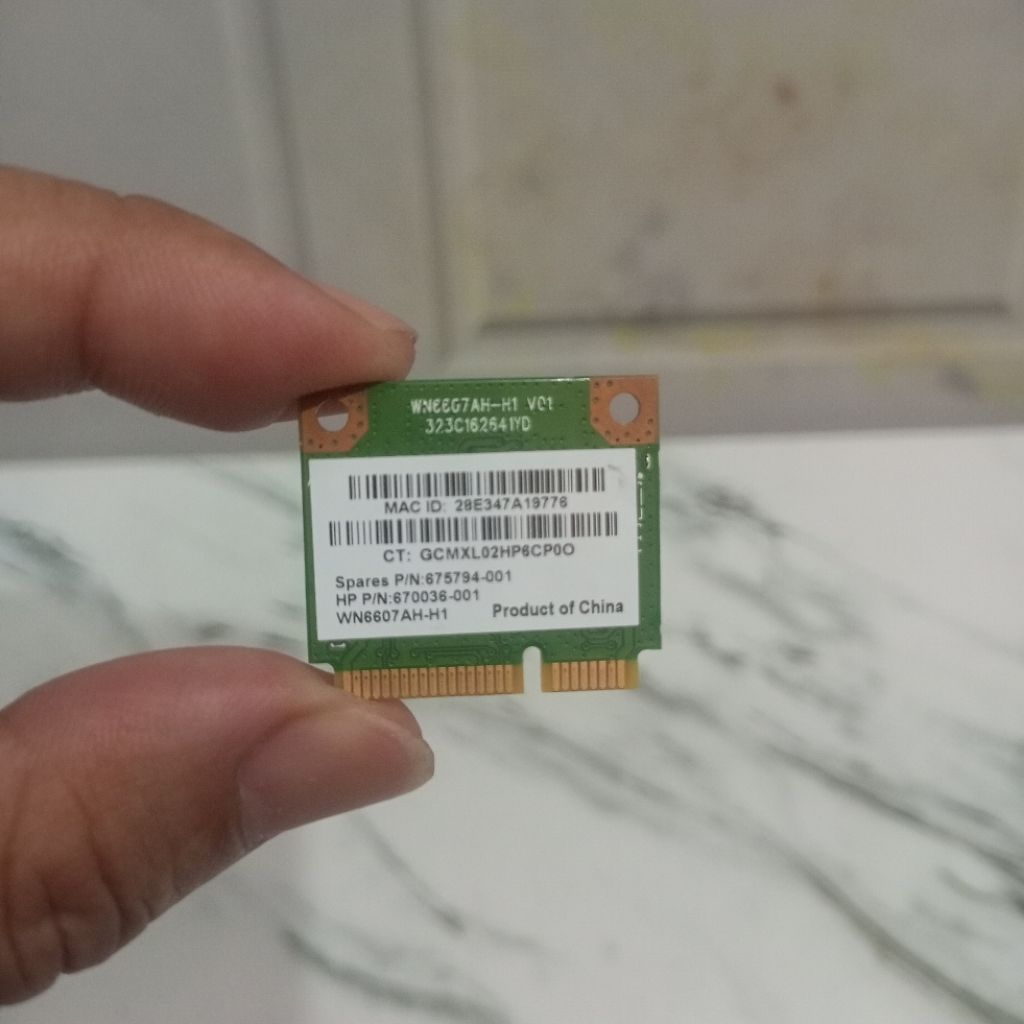 WN6607AH-H1 V01
323C162641YD
MAC ID: 28E347A19776
CT: GCMXL02HP6CP0O
Spares P/N:675794-001
HP P/N:670036-001
WN6607AH-H1 Product of China